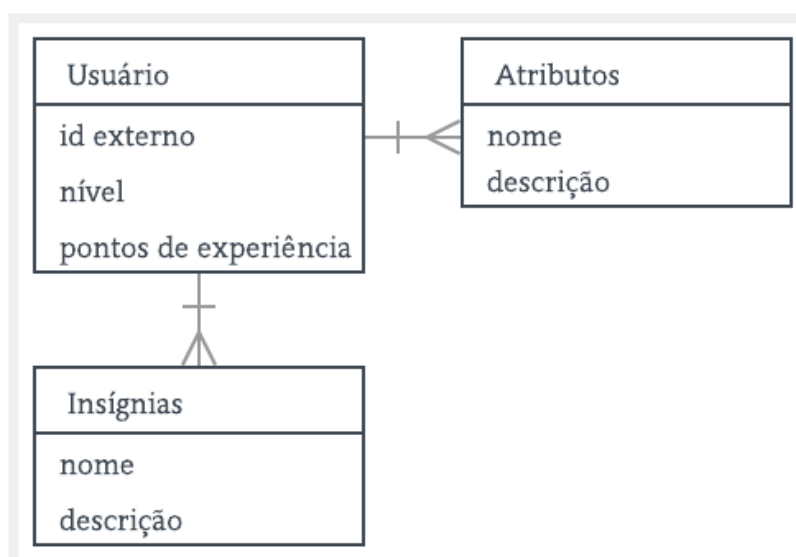 Usuário
id externo
nível
pontos de experiência
Atributos
nome
descrição
Insígnias
nome
descrição